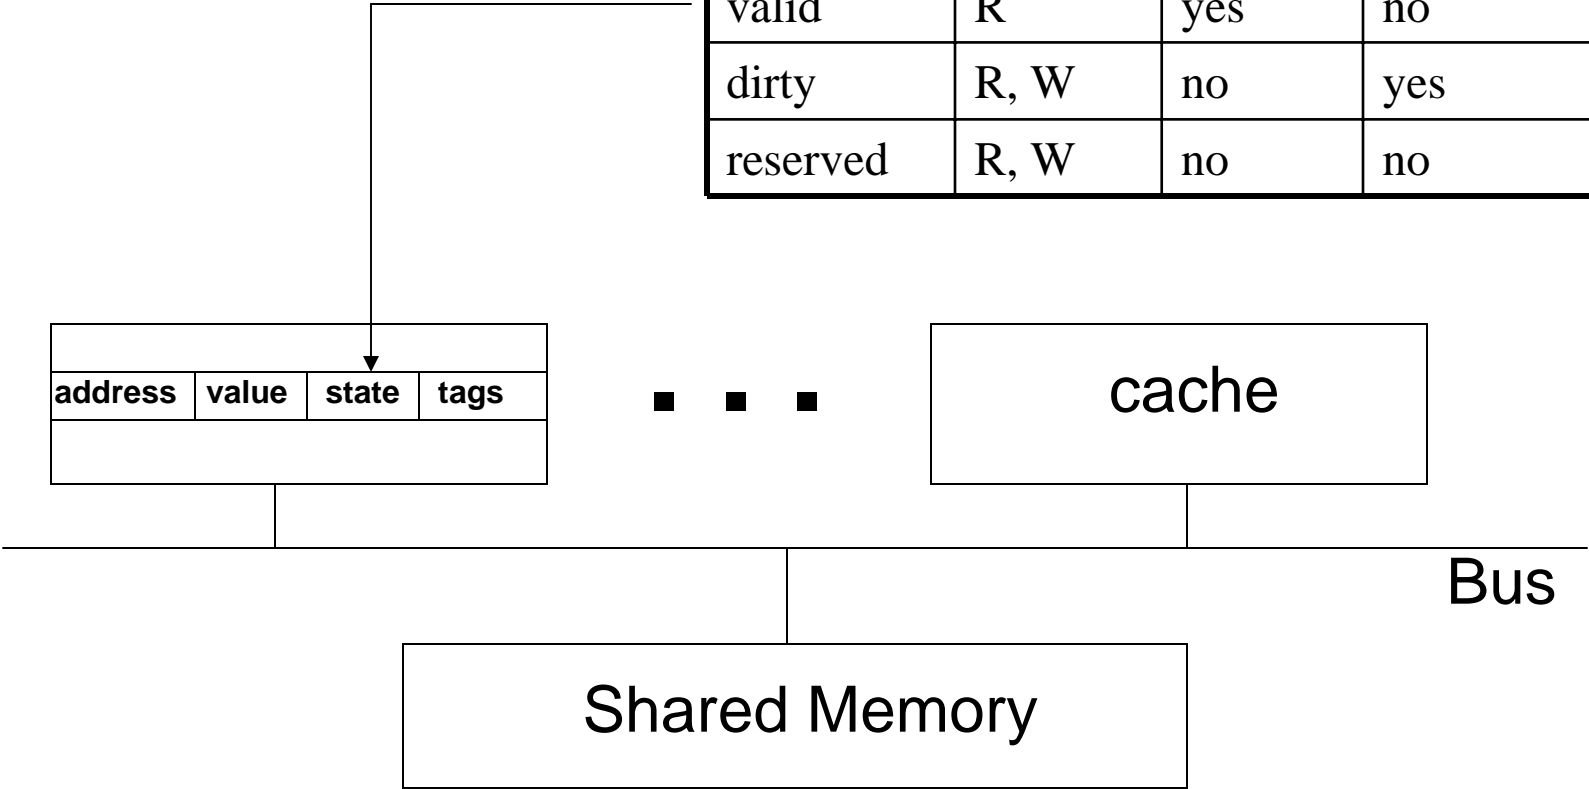 valid R yes no
dirty R, W no yes
reserved R, W no no
address value state tags
cache
Bus
Shared Memory